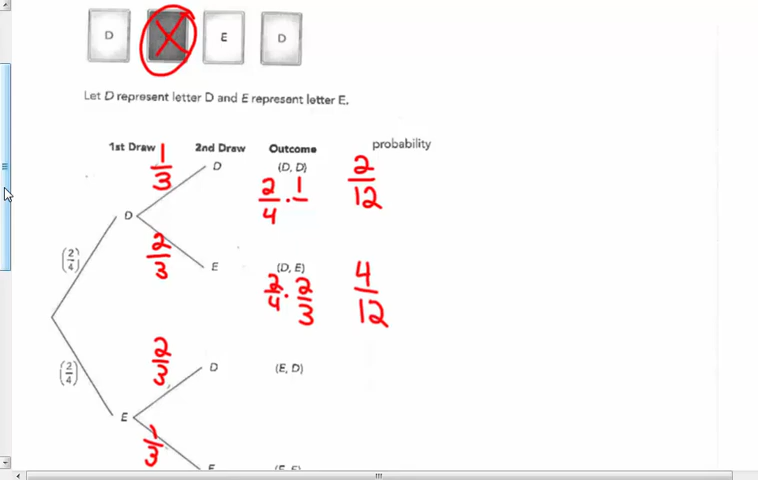 D X E D
Let D represent letter D and E represent letter E.
1st Draw 2nd Draw Outcome probability
1/3 D (D, D) 2/12
2/4 · 1/
D
(2/4) 2/3 E (D, E) 4/12
2/4 · 2/3
(2/4) 2/3 D (E, D)
E
1/3 E (E, E)